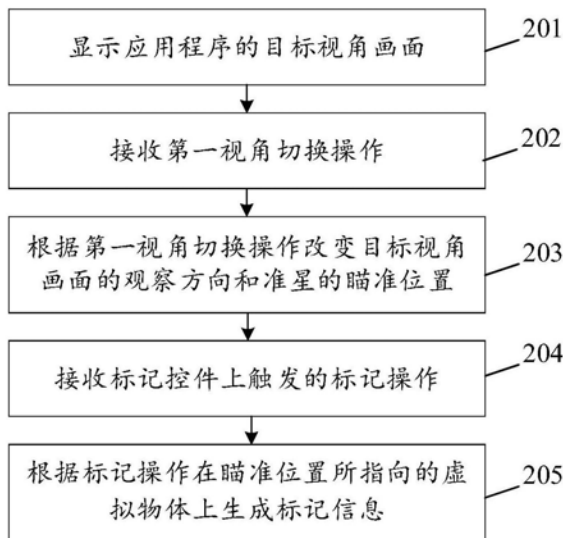 显示应用程序的目标视角画面
201
接收第一视角切换操作
202
根据第一视角切换操作改变目标视角
画面的观察方向和准星的瞄准位置
203
接收标记控件上触发的标记操作
204
根据标记操作在瞄准位置所指向的虚
拟物体上生成标记信息
205